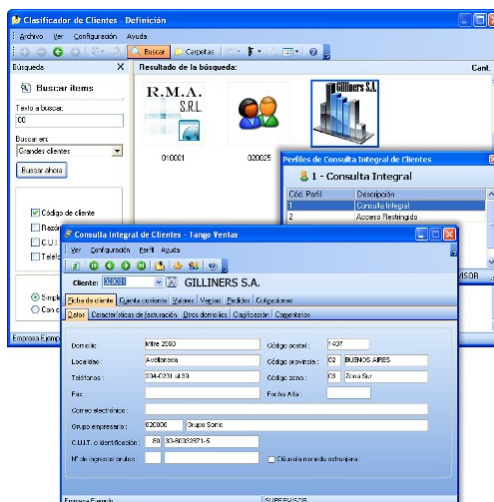 Clasificador de Clientes - Definición
Archivo Ver Configuración Ayuda
Buscar Carpetas
Búsqueda X
Resultado de la búsqueda: Cant.
Buscar items
Texto a buscar:
00
Buscar en:
Grandes clientes
Buscar ahora
Código de cliente
R.M.A.
S.R.L.
Gilliners S.A.
010001
020025
Perfiles de Consulta Integral de Clientes
1 - Consulta Integral
Cód. Perfil Descripción
1 Consulta Integral
2 Acceso Restringido
Consulta Integral de Clientes - Tango Ventas
Ver Configuración Perfil Ayuda
Cliente: GILLINERS S.A.
Ficha de cliente Cuenta corriente Valores Ventas Pedidos Cotizaciones
Datos Características de facturación Otros domicilios Clasificación Comentarios
Domicilio: Mitre 2560 Código postal: 1407
Localidad: Avellaneda Código provincia: 02 BUENOS AIRES
Teléfonos: Código zona: 03 Zona Sur
Fax: Fecha Alta:
Correo electrónico:
Grupo empresario: 020000 Grupo Sonic
C.U.I.T. o identificación: 80
Nº de ingresos brutos: Cláusula moneda extranjera:
Empresa Ejemplo SUPERVISOR